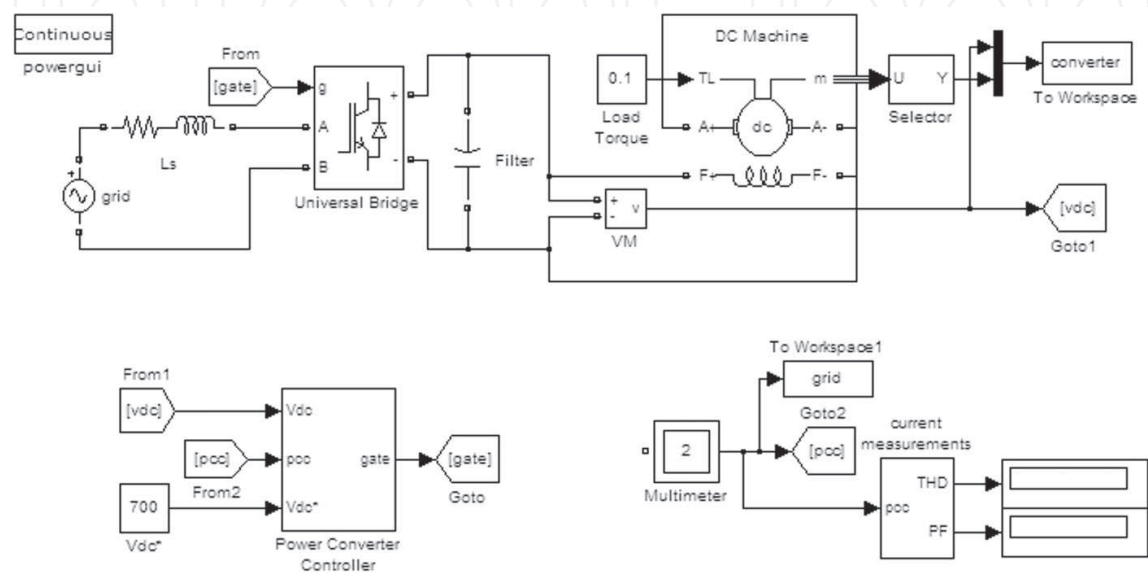 Continuous
powergui
From
[gate]
g
A
B
+
-
Universal Bridge
Ls
+
grid
Filter
DC Machine
0.1
Load
Torque
TL
m
A+
dc
A-
F+
F-
U
Y
Selector
converter
To Workspace
+
-
v
VM
[vdc]
Goto1
From1
[vdc]
[pcc]
From2
700
Vdc*
Vdc
pcc
gate
Vdc*
Power Converter
Controller
[gate]
Goto
To Workspace1
grid
Goto2
[pcc]
2
Multimeter
current
measurements
pcc
THD
PF